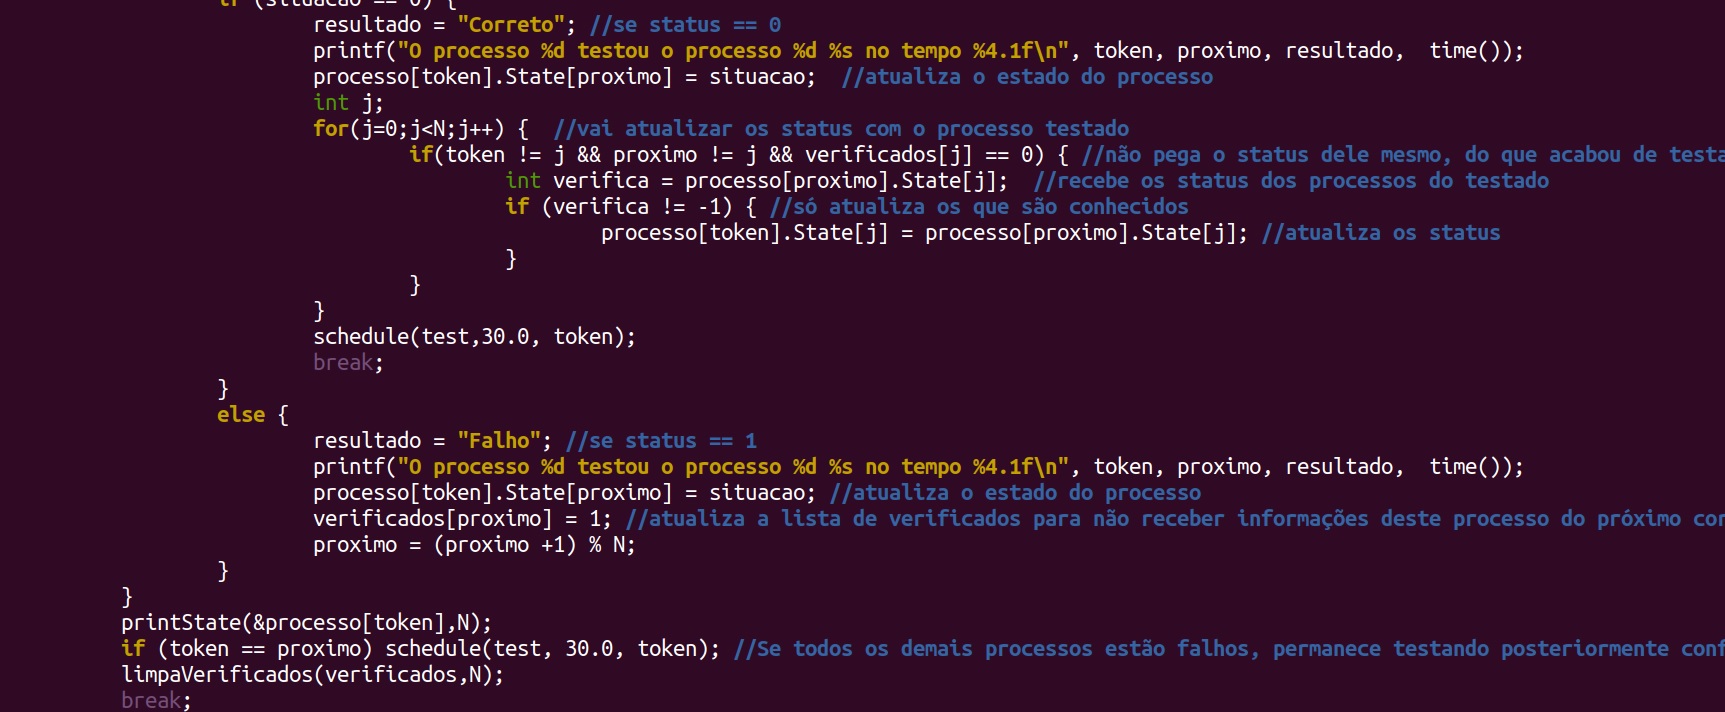 if (situacao == 0) {
resultado = "Correto"; //se status == 0
printf("O processo %d testou o processo %d %s no tempo %4.1f\n", token, proximo, resultado,  time());
processo[token].State[proximo] = situacao;  //atualiza o estado do processo
int j;
for(j=0;j<N;j++) {  //vai atualizar os status com o processo testado
if(token != j && proximo != j && verificados[j] == 0) { //não pega o status dele mesmo, do que acabou de testa
int verifica = processo[proximo].State[j];  //recebe os status dos processos do testado
if (verifica != -1) { //só atualiza os que são conhecidos
processo[token].State[j] = processo[proximo].State[j]; //atualiza os status
}
}
}
schedule(test,30.0, token);
break;
}
else {
resultado = "Falho"; //se status == 1
printf("O processo %d testou o processo %d %s no tempo %4.1f\n", token, proximo, resultado,  time());
processo[token].State[proximo] = situacao; //atualiza o estado do processo
verificados[proximo] = 1; //atualiza a lista de verificados para não receber informações deste processo do próximo cor
proximo = (proximo +1) % N;
}
}
printState(&processo[token],N);
if (token == proximo) schedule(test, 30.0, token); //Se todos os demais processos estão falhos, permanece testando posteriormente conf
limpaVerificados(verificados,N);
break;